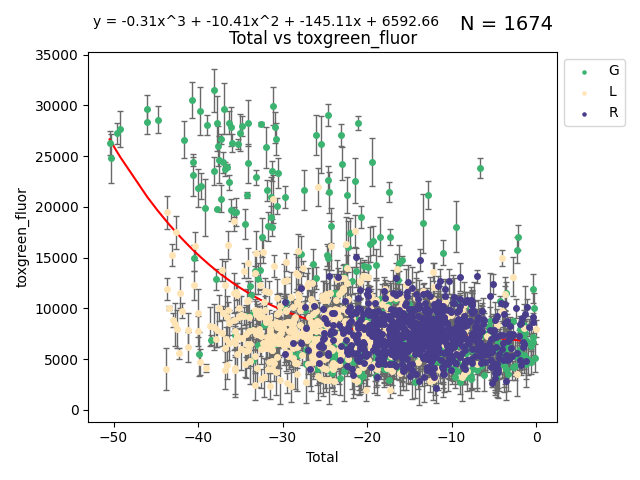 y = -0.31x^3 + -10.41x^2 + -145.11x + 6592.66
N = 1674
Total vs toxgreen_fluor
35000
30000
25000
20000
15000
10000
5000
0
toxgreen_fluor
−50
−40
−30
−20
−10
0
Total
G
L
R